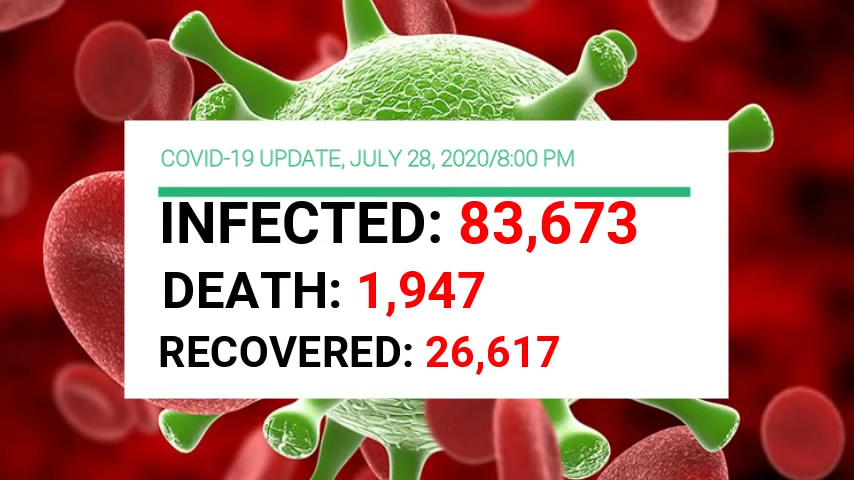 COVID-19 UPDATE, JULY 28, 2020/8:00 PM
INFECTED: 83,673
DEATH: 1,947
RECOVERED: 26,617